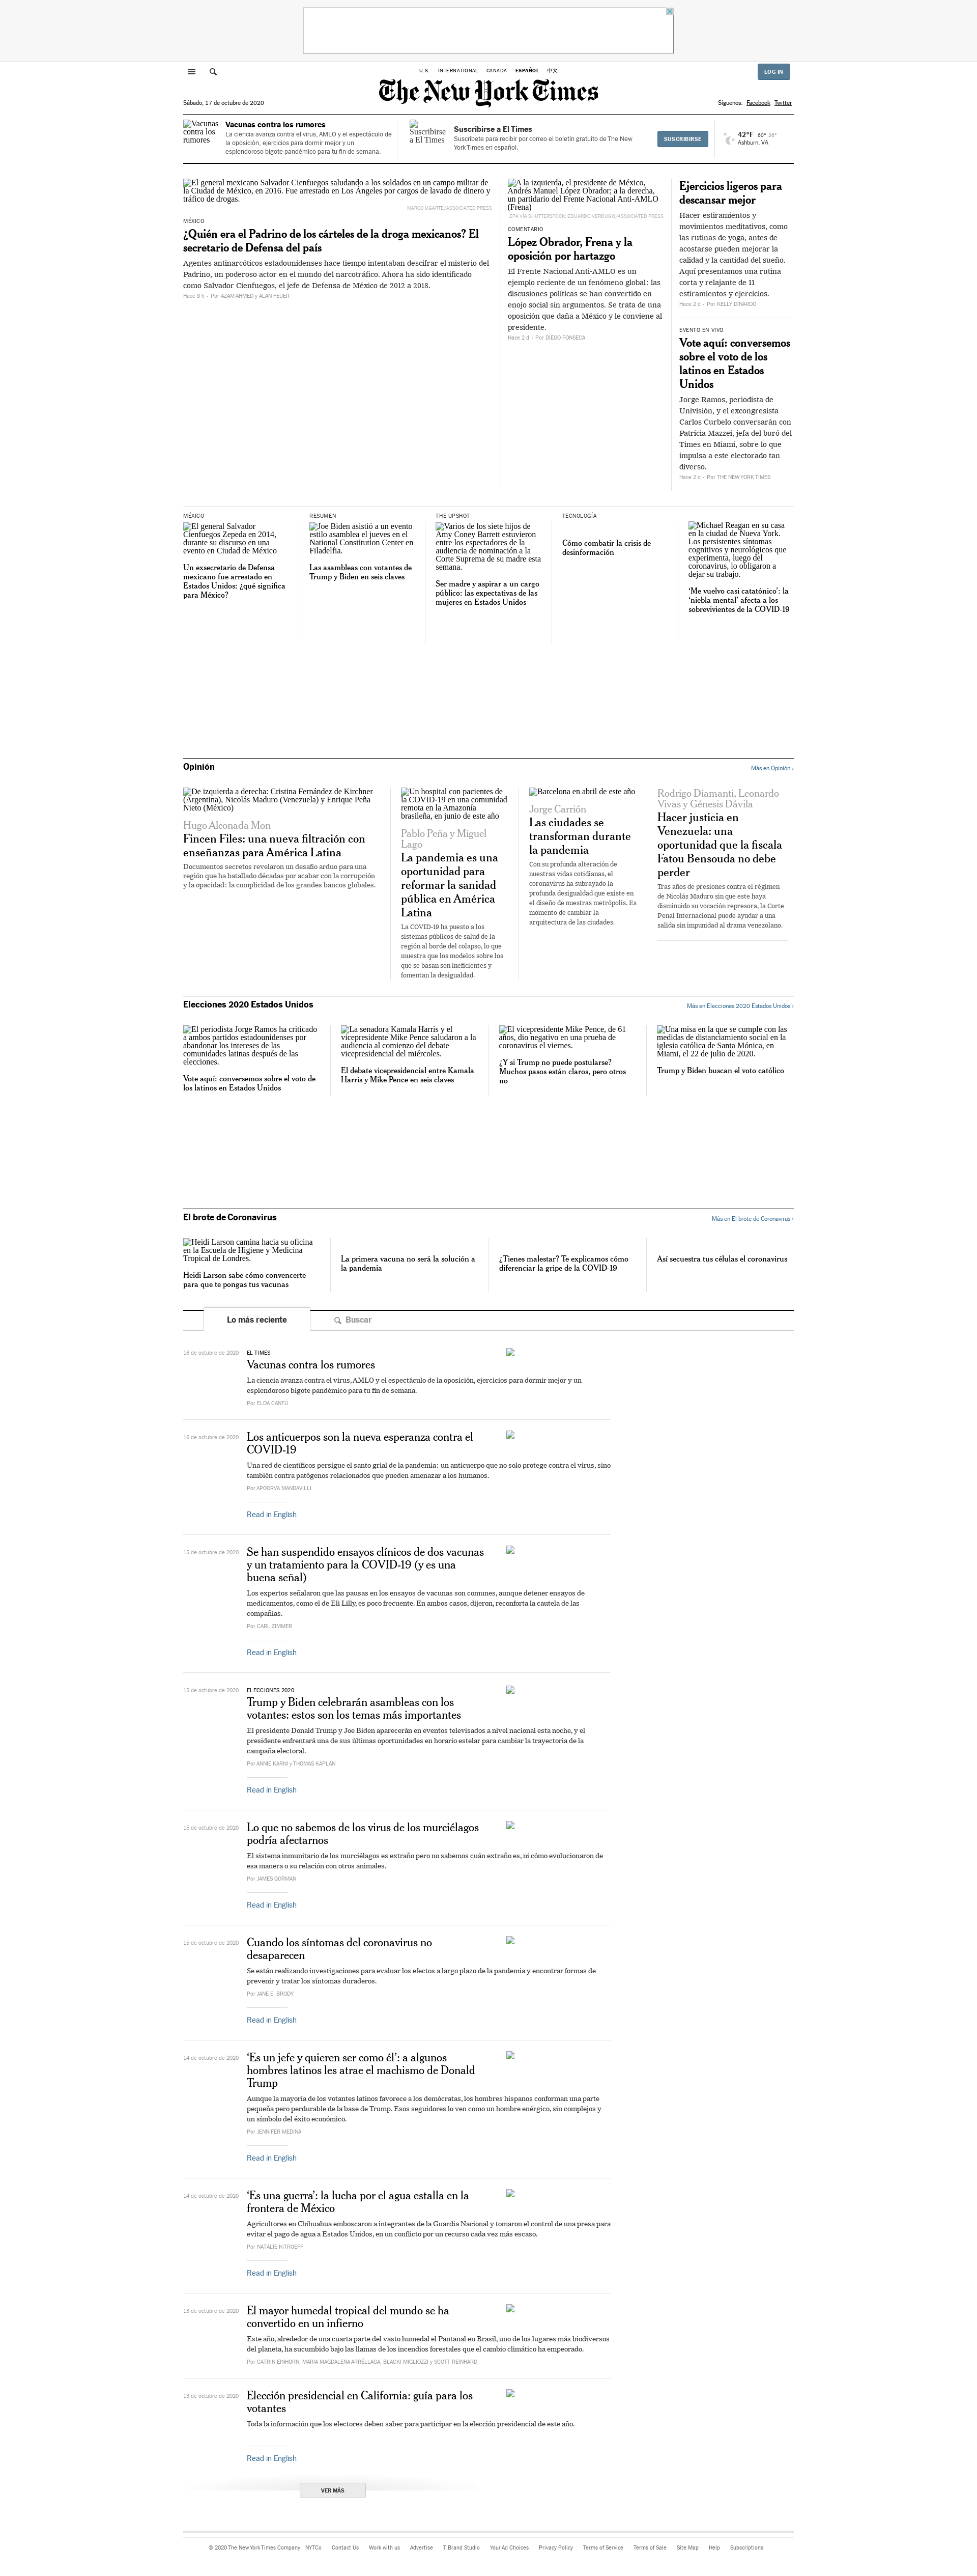 U.S. INTERNATIONAL CANADA ESPAÑOL 中文
LOG IN
The New York Times
Sábado, 17 de octubre de 2020
Síguenos: Facebook Twitter
Vacunas contra los rumores
Vacunas contra los rumores
La ciencia avanza contra el virus, AMLO y el espectáculo de
la oposición, ejercicios para dormir mejor y un
esplendoroso bigote pandémico para tu fin de semana.
Suscribirse a El Times
Suscribirse a El Times
Suscríbete para recibir por correo el boletín quincenal de The New
York Times en español.
SUSCRIBIRSE
42°F 60° 38°
Ashburn, VA
El general mexicano Salvador Cienfuegos saludando a los soldados en un campo militar de
la Ciudad de México, en 2016. Fue arrestado en Los Ángeles por cargos de lavado de dinero y
tráfico de drogas.
MARCO UGARTE/ASSOCIATED PRESS
MÉXICO
¿Quién era el Padrino de los cárteles de la droga mexicanos? El
secretario de Defensa del país
Agentes antinarcóticos estadounidenses hace tiempo intentaban descifrar el misterio del
Padrino, un poderoso actor en el mundo del narcotráfico. Ahora ha sido identificado
como Salvador Cienfuegos, el jefe de Defensa de México de 2012 a 2018.
Hace 8 h – Por AZAM AHMED y ALAN FEUER
A la izquierda, el presidente de México,
Andrés Manuel López Obrador; a la derecha,
un partidario del Frente Nacional Anti-AMLO
(Frena)
EPA VIA SHUTTERSTOCK; EDUARDO VERDUGO/ASSOCIATED PRESS
COMENTARIO
López Obrador, Frena y la
oposición por hartazgo
El Frente Nacional Anti-AMLO es un
ejemplo reciente de un fenómeno global: las
discusiones políticas se han convertido en
enojo social sin argumentos. Se trata de una
oposición que daña a México y le conviene al
presidente.
Hace 2 d – Por DIEGO FONSECA
Ejercicios ligeros para
descansar mejor
Hacer estiramientos y
movimientos meditativos, como
las rutinas de yoga, antes de
acostarse pueden mejorar la
calidad y la cantidad del sueño.
Aquí presentamos una rutina
corta y relajante de 11
estiramientos y ejercicios.
Hace 2 d – Por KELLY DINARDO
EVENTO EN VIVO
Vote aquí: conversemos
sobre el voto de los
latinos en Estados
Unidos
Jorge Ramos, periodista de
Univisión, y el excongresista
Carlos Curbelo conversarán con
Patricia Mazzei, jefa del buró del
Times en Miami, sobre lo que
impulsa a este electorado tan
diverso.
Hace 2 d – Por THE NEW YORK TIMES
MÉXICO
El general Salvador
Cienfuegos Zepeda en 2014,
durante su discurso en un
evento en Ciudad de México
Un exsecretario de Defensa
mexicano fue arrestado en
Estados Unidos: ¿qué significa
para México?
RESUMEN
Joe Biden asistió a un evento
estilo asamblea el jueves en el
National Constitution Center en
Filadelfia.
Las asambleas con votantes de
Trump y Biden en seis claves
THE UPSHOT
Varios de los siete hijos de
Amy Coney Barrett estuvieron
entre los espectadores de la
audiencia de nominación a la
Corte Suprema de su madre esta
semana.
Ser madre y aspirar a un cargo
público: las expectativas de las
mujeres en Estados Unidos
TECNOLOGÍA
Cómo combatir la crisis de
desinformación
Michael Reagan en su casa
en la ciudad de Nueva York.
Los persistentes síntomas
cognitivos y neurológicos que
experimenta, luego del
coronavirus, lo obligaron a
dejar su trabajo.
‘Me vuelvo casi catatónico’: la
‘niebla mental’ afecta a los
sobrevivientes de la COVID-19
Opinión
Más en Opinión ›
De izquierda a derecha: Cristina Fernández de Kirchner
(Argentina), Nicolás Maduro (Venezuela) y Enrique Peña
Nieto (México)
Hugo Alconada Mon
Fincen Files: una nueva filtración con
enseñanzas para América Latina
Documentos secretos revelaron un desafío arduo para una
región que ha batallado décadas por acabar con la corrupción
y la opacidad: la complicidad de los grandes bancos globales.
Un hospital con pacientes de
la COVID-19 en una comunidad
remota en la Amazonía
brasileña, en junio de este año
Pablo Peña y Miguel
Lago
La pandemia es una
oportunidad para
reformar la sanidad
pública en América
Latina
La COVID-19 ha puesto a los
sistemas públicos de salud de la
región al borde del colapso, lo que
muestra que los modelos sobre los
que se basan son ineficientes y
fomentan la desigualdad.
Barcelona en abril de este año
Jorge Carrión
Las ciudades se
transforman durante
la pandemia
Con su profunda alteración de
nuestras vidas cotidianas, el
coronavirus ha subrayado la
profunda desigualdad que existe en
el diseño de nuestras metrópolis. Es
momento de cambiar la
arquitectura de las ciudades.
Rodrigo Diamanti, Leonardo
Vivas y Génesis Dávila
Hacer justicia en
Venezuela: una
oportunidad que la fiscala
Fatou Bensouda no debe
perder
Tras años de presiones contra el régimen
de Nicolás Maduro sin que este haya
disminuido su vocación represora, la Corte
Penal Internacional puede ayudar a una
salida sin impunidad al drama venezolano.
Elecciones 2020 Estados Unidos
Más en Elecciones 2020 Estados Unidos ›
El periodista Jorge Ramos ha criticado
a ambos partidos estadounidenses por
abandonar los intereses de las
comunidades latinas después de las
elecciones.
Vote aquí: conversemos sobre el voto de
los latinos en Estados Unidos
La senadora Kamala Harris y el
vicepresidente Mike Pence saludaron a la
audiencia al comienzo del debate
vicepresidencial del miércoles.
El debate vicepresidencial entre Kamala
Harris y Mike Pence en seis claves
El vicepresidente Mike Pence, de 61
años, dio negativo en una prueba de
coronavirus el viernes.
¿Y si Trump no puede postularse?
Muchos pasos están claros, pero otros
no
Una misa en la que se cumple con las
medidas de distanciamiento social en la
iglesia católica de Santa Mónica, en
Miami, el 22 de julio de 2020.
Trump y Biden buscan el voto católico
El brote de Coronavirus
Más en El brote de Coronavirus ›
Heidi Larson camina hacia su oficina
en la Escuela de Higiene y Medicina
Tropical de Londres.
Heidi Larson sabe cómo convencerte
para que te pongas tus vacunas
La primera vacuna no será la solución a
la pandemia
¿Tienes malestar? Te explicamos cómo
diferenciar la gripe de la COVID-19
Así secuestra tus células el coronavirus
Lo más reciente
Buscar
16 de octubre de 2020
EL TIMES
Vacunas contra los rumores
La ciencia avanza contra el virus, AMLO y el espectáculo de la oposición, ejercicios para dormir mejor y un
esplendoroso bigote pandémico para tu fin de semana.
Por ELDA CANTÚ
16 de octubre de 2020
Los anticuerpos son la nueva esperanza contra el
COVID-19
Una red de científicos persigue el santo grial de la pandemia: un anticuerpo que no solo protege contra el virus, sino
también contra patógenos relacionados que pueden amenazar a los humanos.
Por APOORVA MANDAVILLI
Read in English
15 de octubre de 2020
Se han suspendido ensayos clínicos de dos vacunas
y un tratamiento para la COVID-19 (y es una
buena señal)
Los expertos señalaron que las pausas en los ensayos de vacunas son comunes, aunque detener ensayos de
medicamentos, como el de Eli Lilly, es poco frecuente. En ambos casos, dijeron, reconforta la cautela de las
compañías.
Por CARL ZIMMER
Read in English
15 de octubre de 2020
ELECCIONES 2020
Trump y Biden celebrarán asambleas con los
votantes: estos son los temas más importantes
El presidente Donald Trump y Joe Biden aparecerán en eventos televisados a nivel nacional esta noche, y el
presidente enfrentará una de sus últimas oportunidades en horario estelar para cambiar la trayectoria de la
campaña electoral.
Por ANNIE KARNI y THOMAS KAPLAN
Read in English
15 de octubre de 2020
Lo que no sabemos de los virus de los murciélagos
podría afectarnos
El sistema inmunitario de los murciélagos es extraño pero no sabemos cuán extraño es, ni cómo evolucionaron de
esa manera o su relación con otros animales.
Por JAMES GORMAN
Read in English
15 de octubre de 2020
Cuando los síntomas del coronavirus no
desaparecen
Se están realizando investigaciones para evaluar los efectos a largo plazo de la pandemia y encontrar formas de
prevenir y tratar los síntomas duraderos.
Por JANE E. BRODY
Read in English
14 de octubre de 2020
‘Es un jefe y quieren ser como él’: a algunos
hombres latinos les atrae el machismo de Donald
Trump
Aunque la mayoría de los votantes latinos favorece a los demócratas, los hombres hispanos conforman una parte
pequeña pero perdurable de la base de Trump. Esos seguidores lo ven como un hombre enérgico, sin complejos y
un símbolo del éxito económico.
Por JENNIFER MEDINA
Read in English
14 de octubre de 2020
‘Es una guerra’: la lucha por el agua estalla en la
frontera de México
Agricultores en Chihuahua emboscaron a integrantes de la Guardia Nacional y tomaron el control de una presa para
evitar el pago de agua a Estados Unidos, en un conflicto por un recurso cada vez más escaso.
Por NATALIE KITROEFF
Read in English
13 de octubre de 2020
El mayor humedal tropical del mundo se ha
convertido en un infierno
Este año, alrededor de una cuarta parte del vasto humedal el Pantanal en Brasil, uno de los lugares más biodiversos
del planeta, ha sucumbido bajo las llamas de los incendios forestales que el cambio climático ha empeorado.
Por CATRIN EINHORN, MARIA MAGDALENA ARRÉLLAGA, BLACKI MIGLIOZZI y SCOTT REINHARD
13 de octubre de 2020
Elección presidencial en California: guía para los
votantes
Toda la información que los electores deben saber para participar en la elección presidencial de este año.
Read in English
VER MÁS
© 2020 The New York Times Company NYTCo Contact Us Work with us Advertise T Brand Studio Your Ad Choices Privacy Policy Terms of Service Terms of Sale Site Map Help Subscriptions